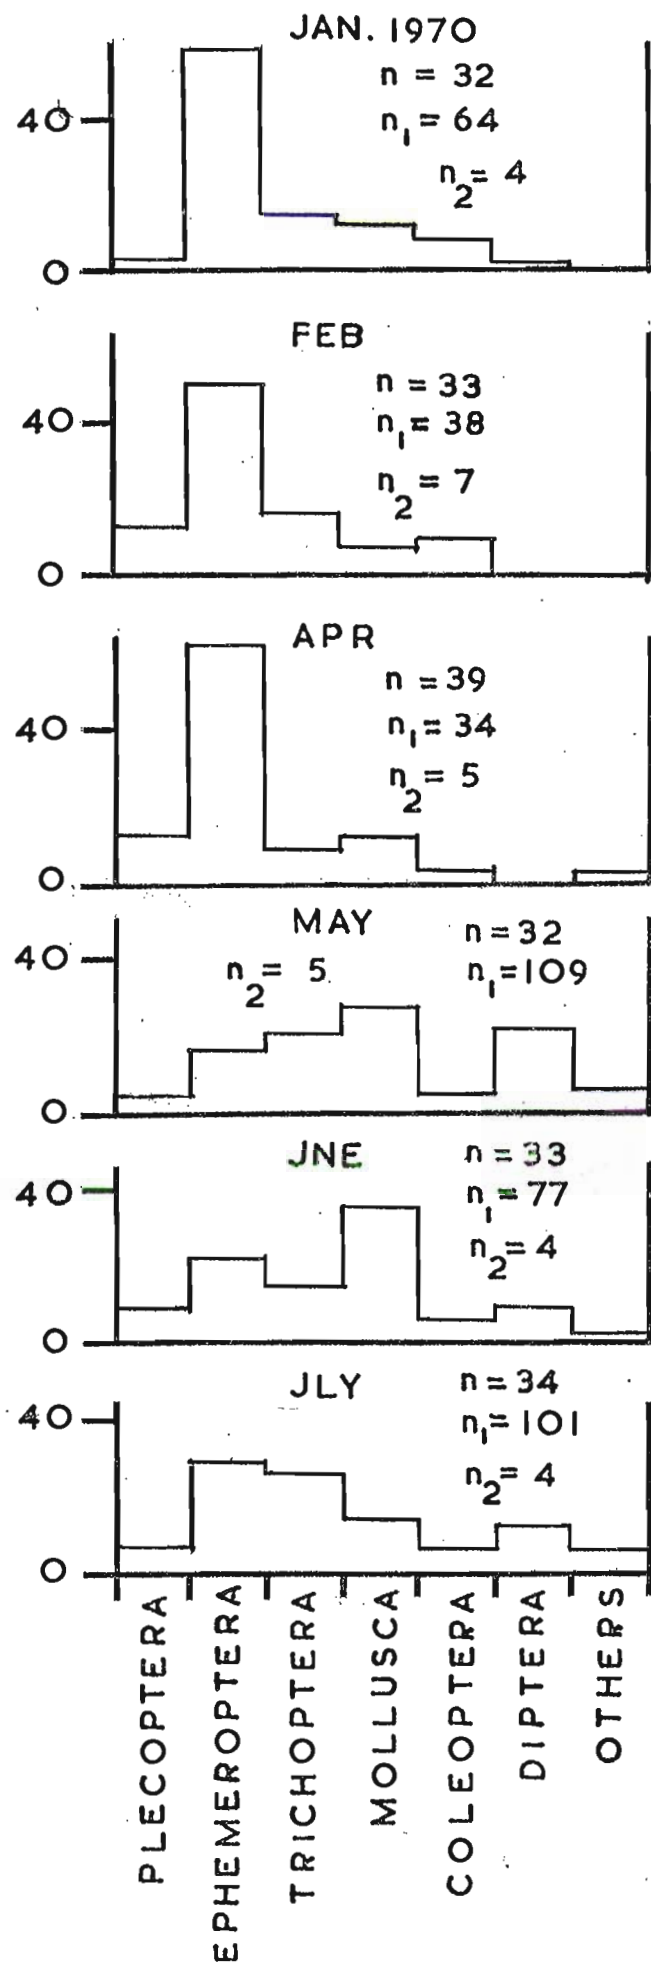 JAN. 1970
n = 32
40
n₁ = 64
n₂ = 4
0
FEB
n = 33
40
n₁ = 38
n₂ = 7
0
APR
n = 39
40
n₁ = 34
n₂ = 5
0
MAY
n = 32
40
n₂ = 5
n₁ = 109
0
JNE
n = 33
40
n₁ = 77
n₂ = 4
0
JLY
n = 34
40
n₁ = 101
n₂ = 4
0
PLECOPTERA
EPHEMEROPTERA
TRICHOPTERA
MOLLUSCA
COLEOPTERA
DIPTERA
OTHERS